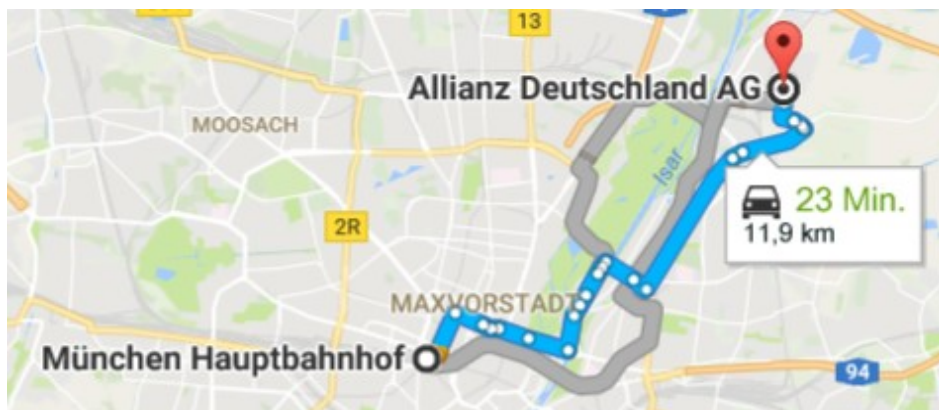 13
Allianz Deutschland AG
MOOSACH
Isar
23 Min.
2R
11,9 km
MAXVORSTADT
München Hauptbahnhof
94